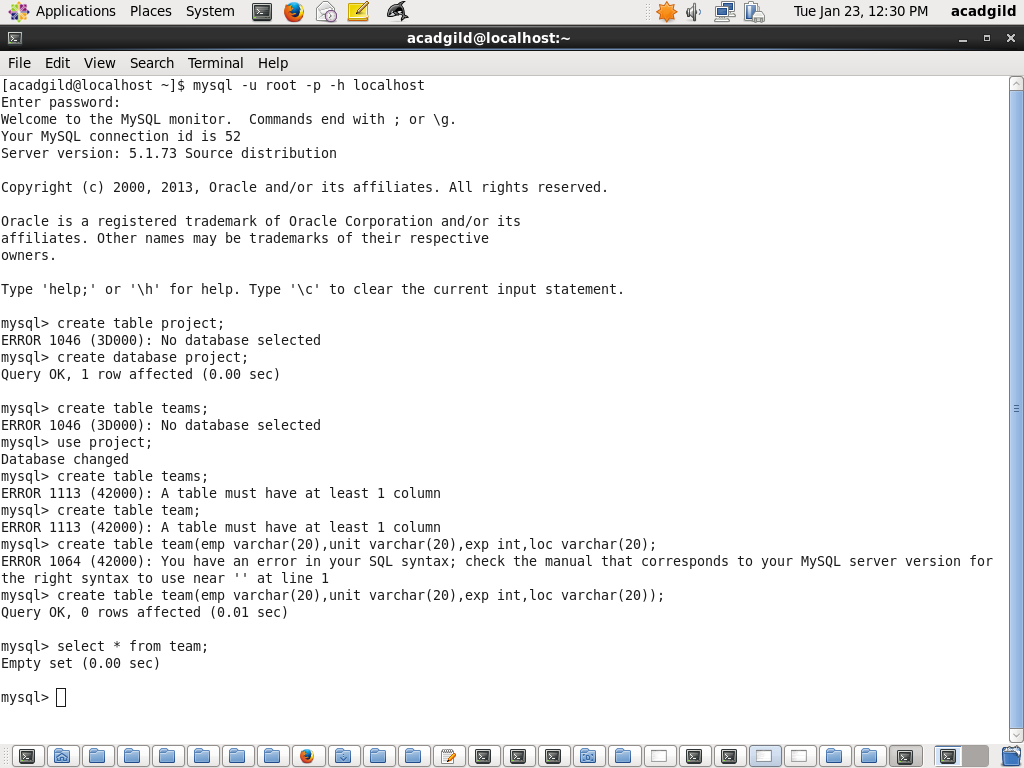 Applications Places System Tue Jan 23, 12:30 PM acadgild
acadgild@localhost:~
File Edit View Search Terminal Help
[acadgild@localhost ~]$ mysql -u root -p -h localhost
Enter password:
Welcome to the MySQL monitor.  Commands end with ; or \g.
Your MySQL connection id is 52
Server version: 5.1.73 Source distribution
Copyright (c) 2000, 2013, Oracle and/or its affiliates. All rights reserved.
Oracle is a registered trademark of Oracle Corporation and/or its
affiliates. Other names may be trademarks of their respective
owners.
Type 'help;' or '\h' for help. Type '\c' to clear the current input statement.
mysql> create table project;
ERROR 1046 (3D000): No database selected
mysql> create database project;
Query OK, 1 row affected (0.00 sec)
mysql> create table teams;
ERROR 1046 (3D000): No database selected
mysql> use project;
Database changed
mysql> create table teams;
ERROR 1113 (42000): A table must have at least 1 column
mysql> create table team;
ERROR 1113 (42000): A table must have at least 1 column
mysql> create table team(emp varchar(20),unit varchar(20),exp int,loc varchar(20);
ERROR 1064 (42000): You have an error in your SQL syntax; check the manual that corresponds to your MySQL server version for
the right syntax to use near '' at line 1
mysql> create table team(emp varchar(20),unit varchar(20),exp int,loc varchar(20));
Query OK, 0 rows affected (0.01 sec)
mysql> select * from team;
Empty set (0.00 sec)
mysql>